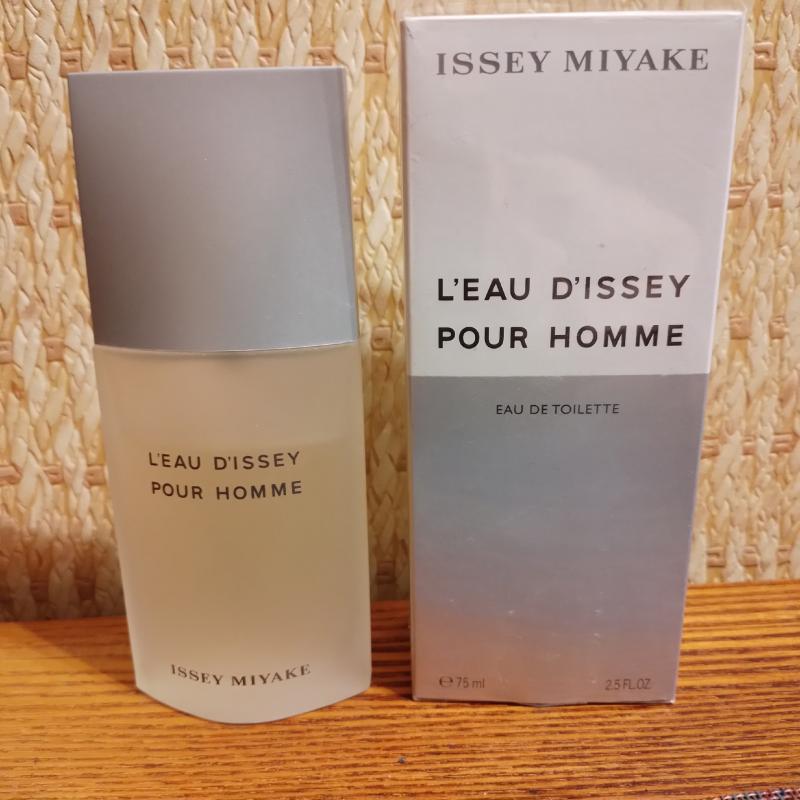 L'EAU D'ISSEY
POUR HOMME
ISSEY MIYAKE
ISSEY MIYAKE
L'EAU D'ISSEY
POUR HOMME
EAU DE TOILETTE
℮ 75 ml 2.5 FL.OZ.